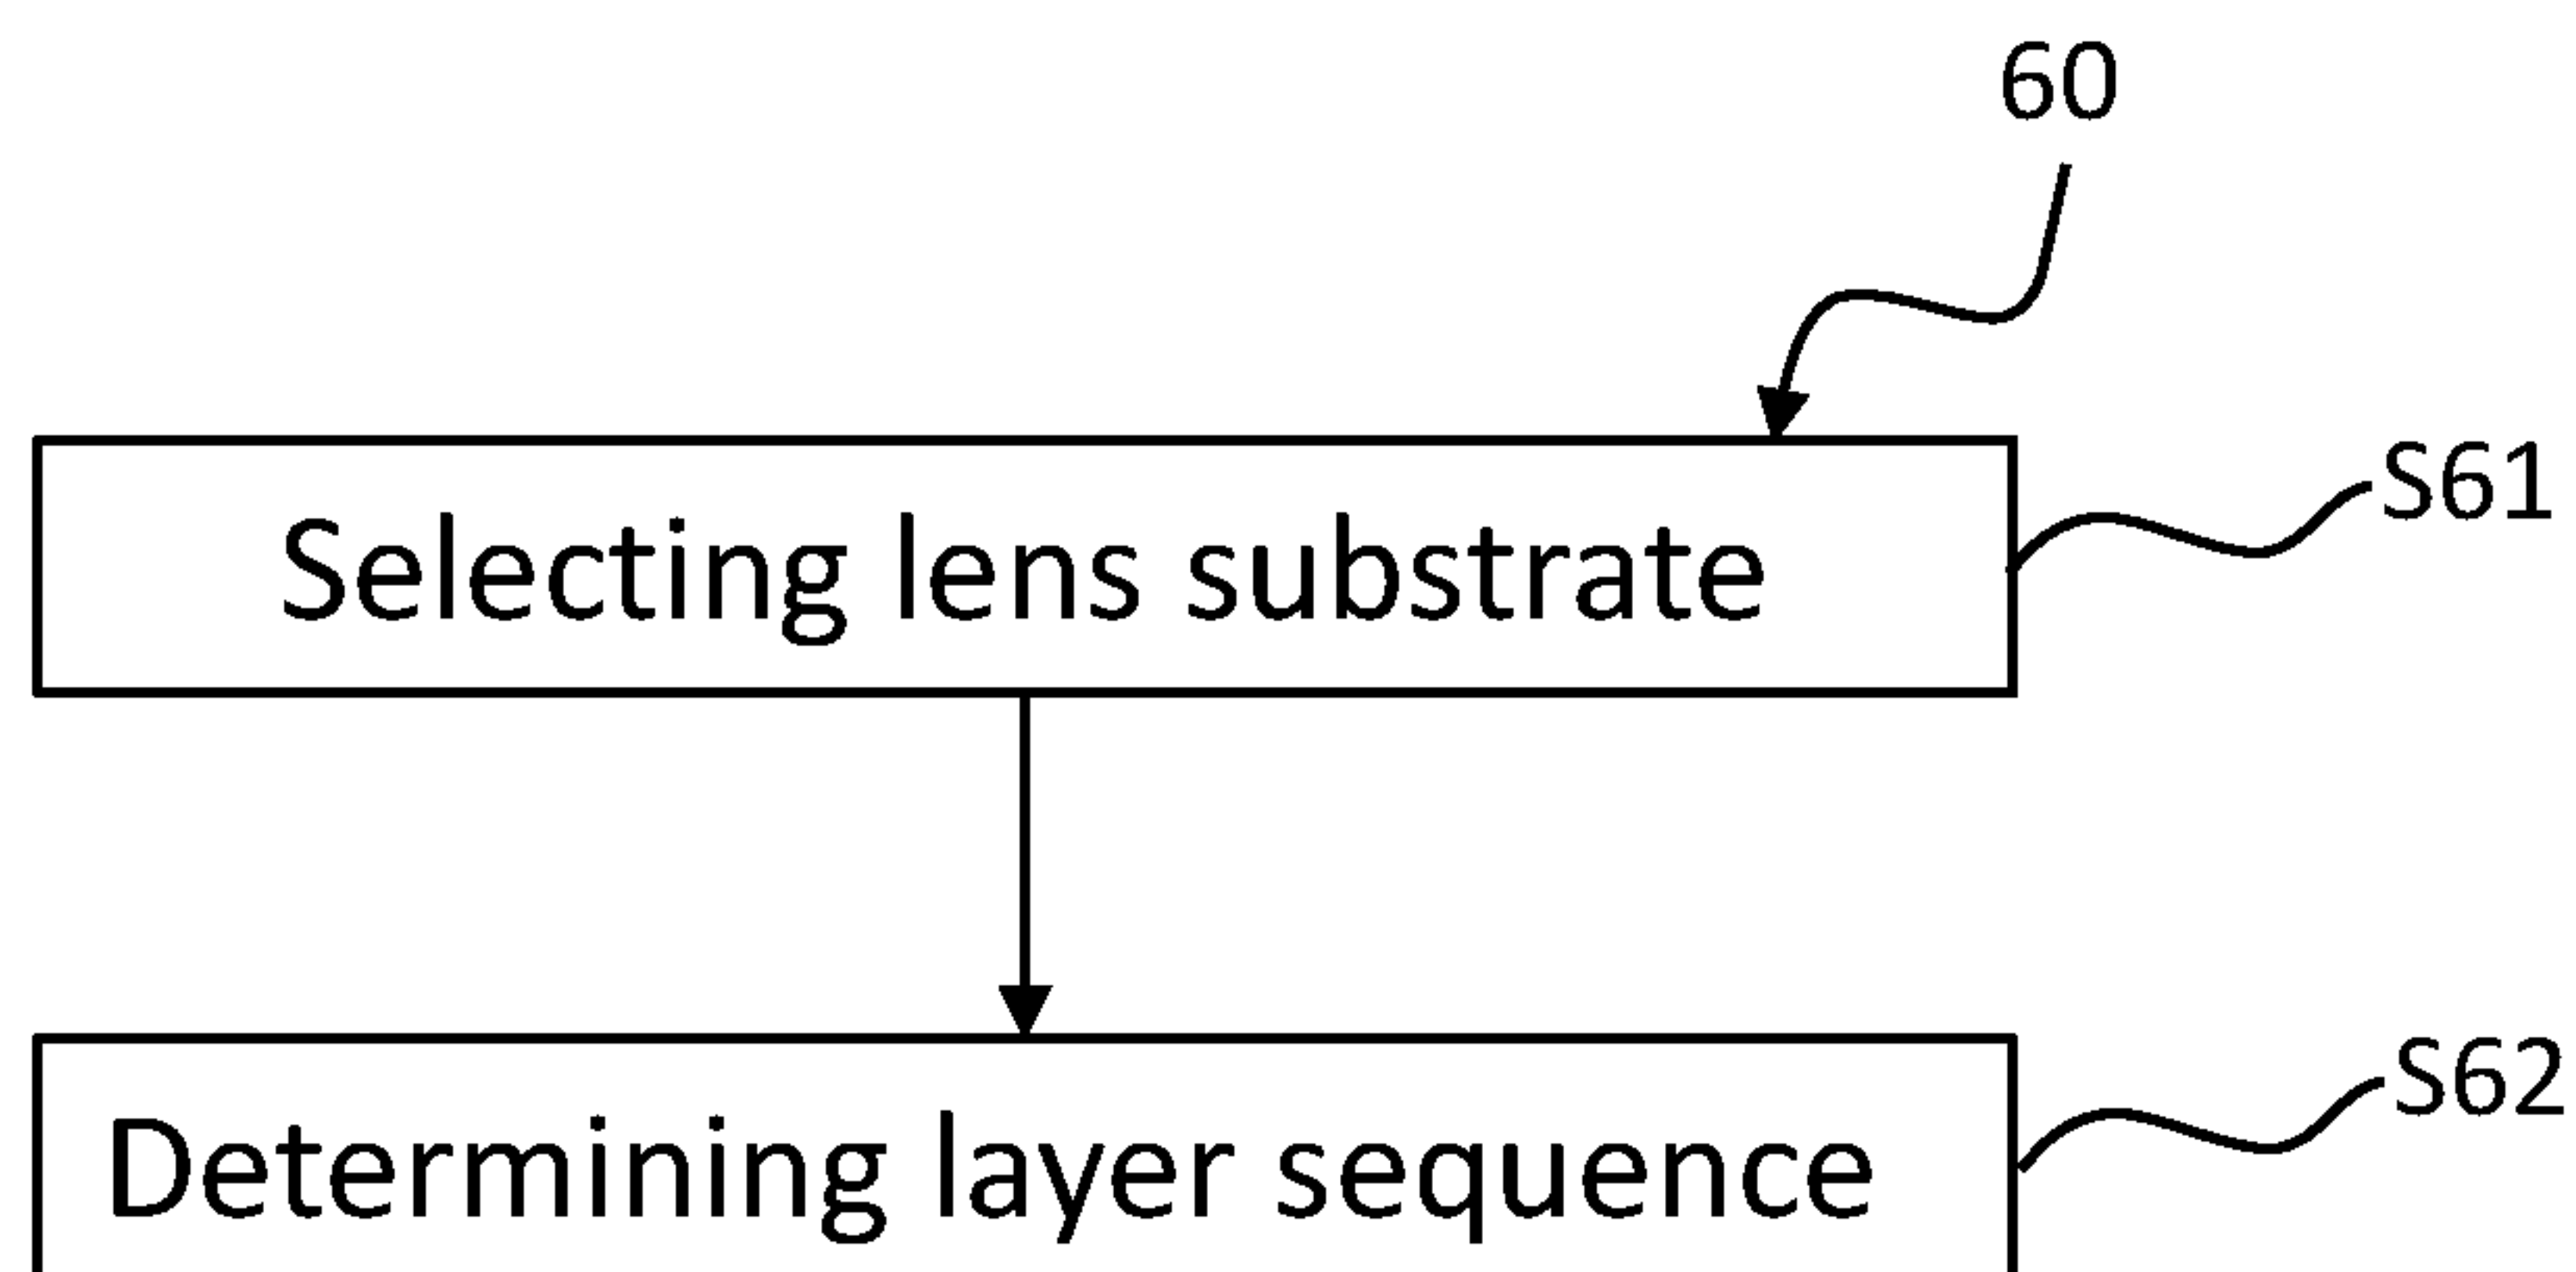 60
Selecting lens substrate
S61
Determining layer sequence
S62